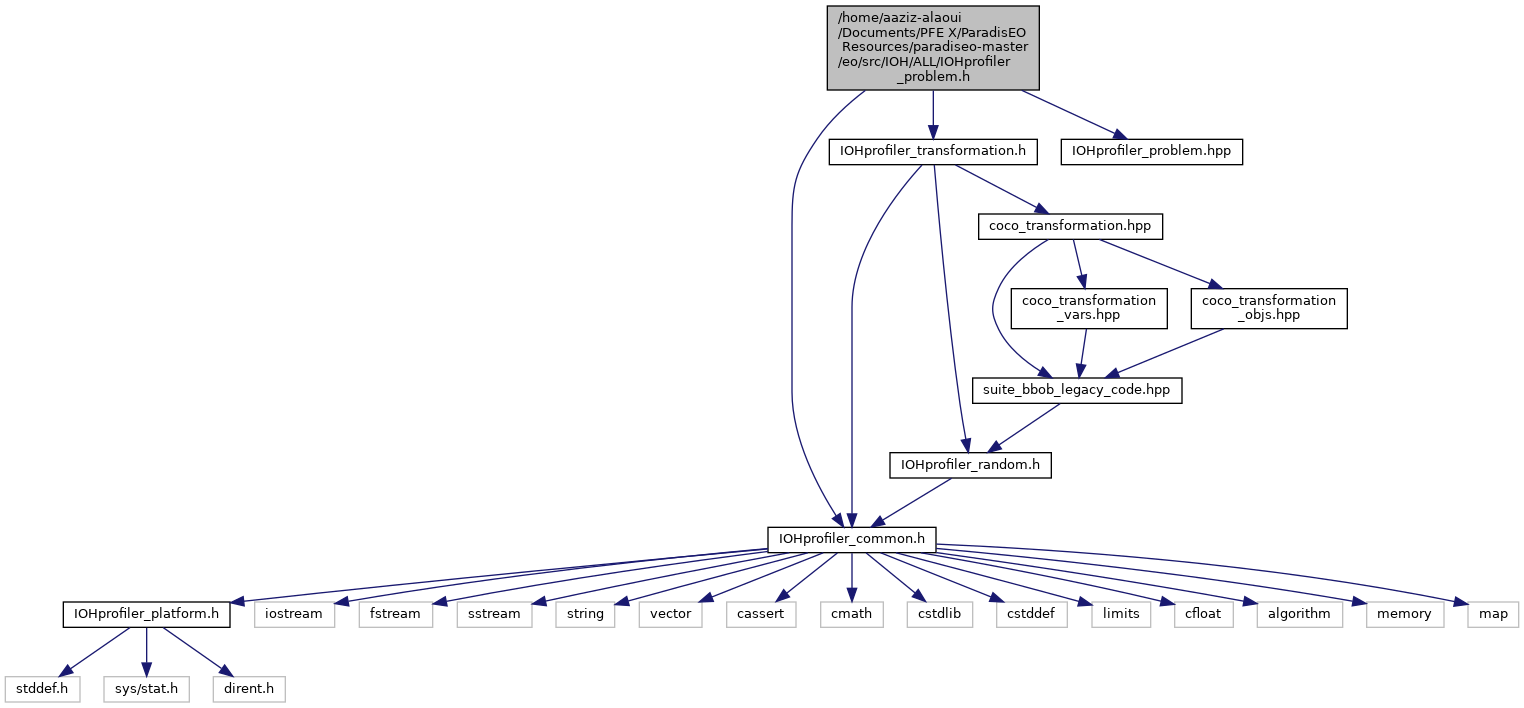 /home/aaziz-alaoui
/Documents/PFE X/ParadisEO
Resources/paradiseo-master
/eo/src/IOH/ALL/IOHprofiler
_problem.h
IOHprofiler_transformation.h
IOHprofiler_problem.hpp
coco_transformation.hpp
coco_transformation
_vars.hpp
coco_transformation
_objs.hpp
suite_bbob_legacy_code.hpp
IOHprofiler_random.h
IOHprofiler_common.h
IOHprofiler_platform.h
iostream
fstream
sstream
string
vector
cassert
cmath
cstdlib
cstddef
limits
cfloat
algorithm
memory
map
stddef.h
sys/stat.h
dirent.h